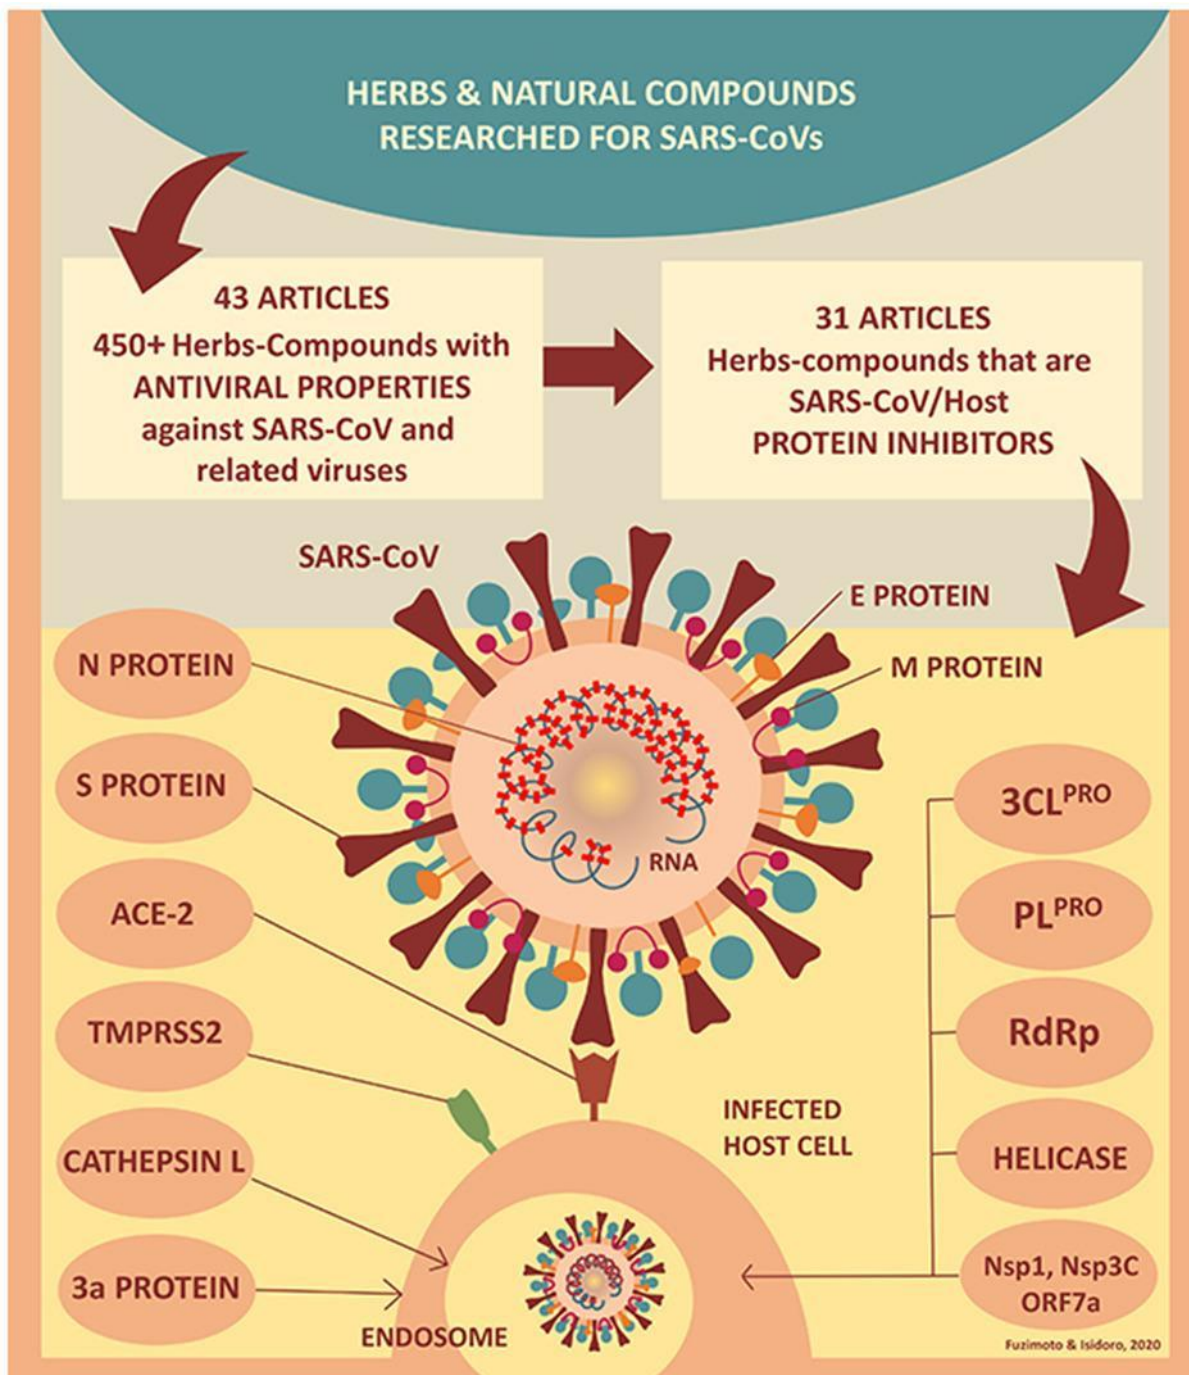 HERBS & NATURAL COMPOUNDS
RESEARCHED FOR SARS-CoVs
43 ARTICLES
450+ Herbs-Compounds with
ANTIVIRAL PROPERTIES
against SARS-CoV and
related viruses
31 ARTICLES
Herbs-compounds that are
SARS-CoV/Host
PROTEIN INHIBITORS
SARS-CoV
E PROTEIN
M PROTEIN
N PROTEIN
S PROTEIN
ACE-2
TMPRSS2
CATHEPSIN L
3a PROTEIN
RNA
3CLPRO
PLPRO
RdRp
HELICASE
Nsp1, Nsp3C
ORF7a
INFECTED
HOST CELL
ENDOSOME
Fuzimoto & Isidoro, 2020